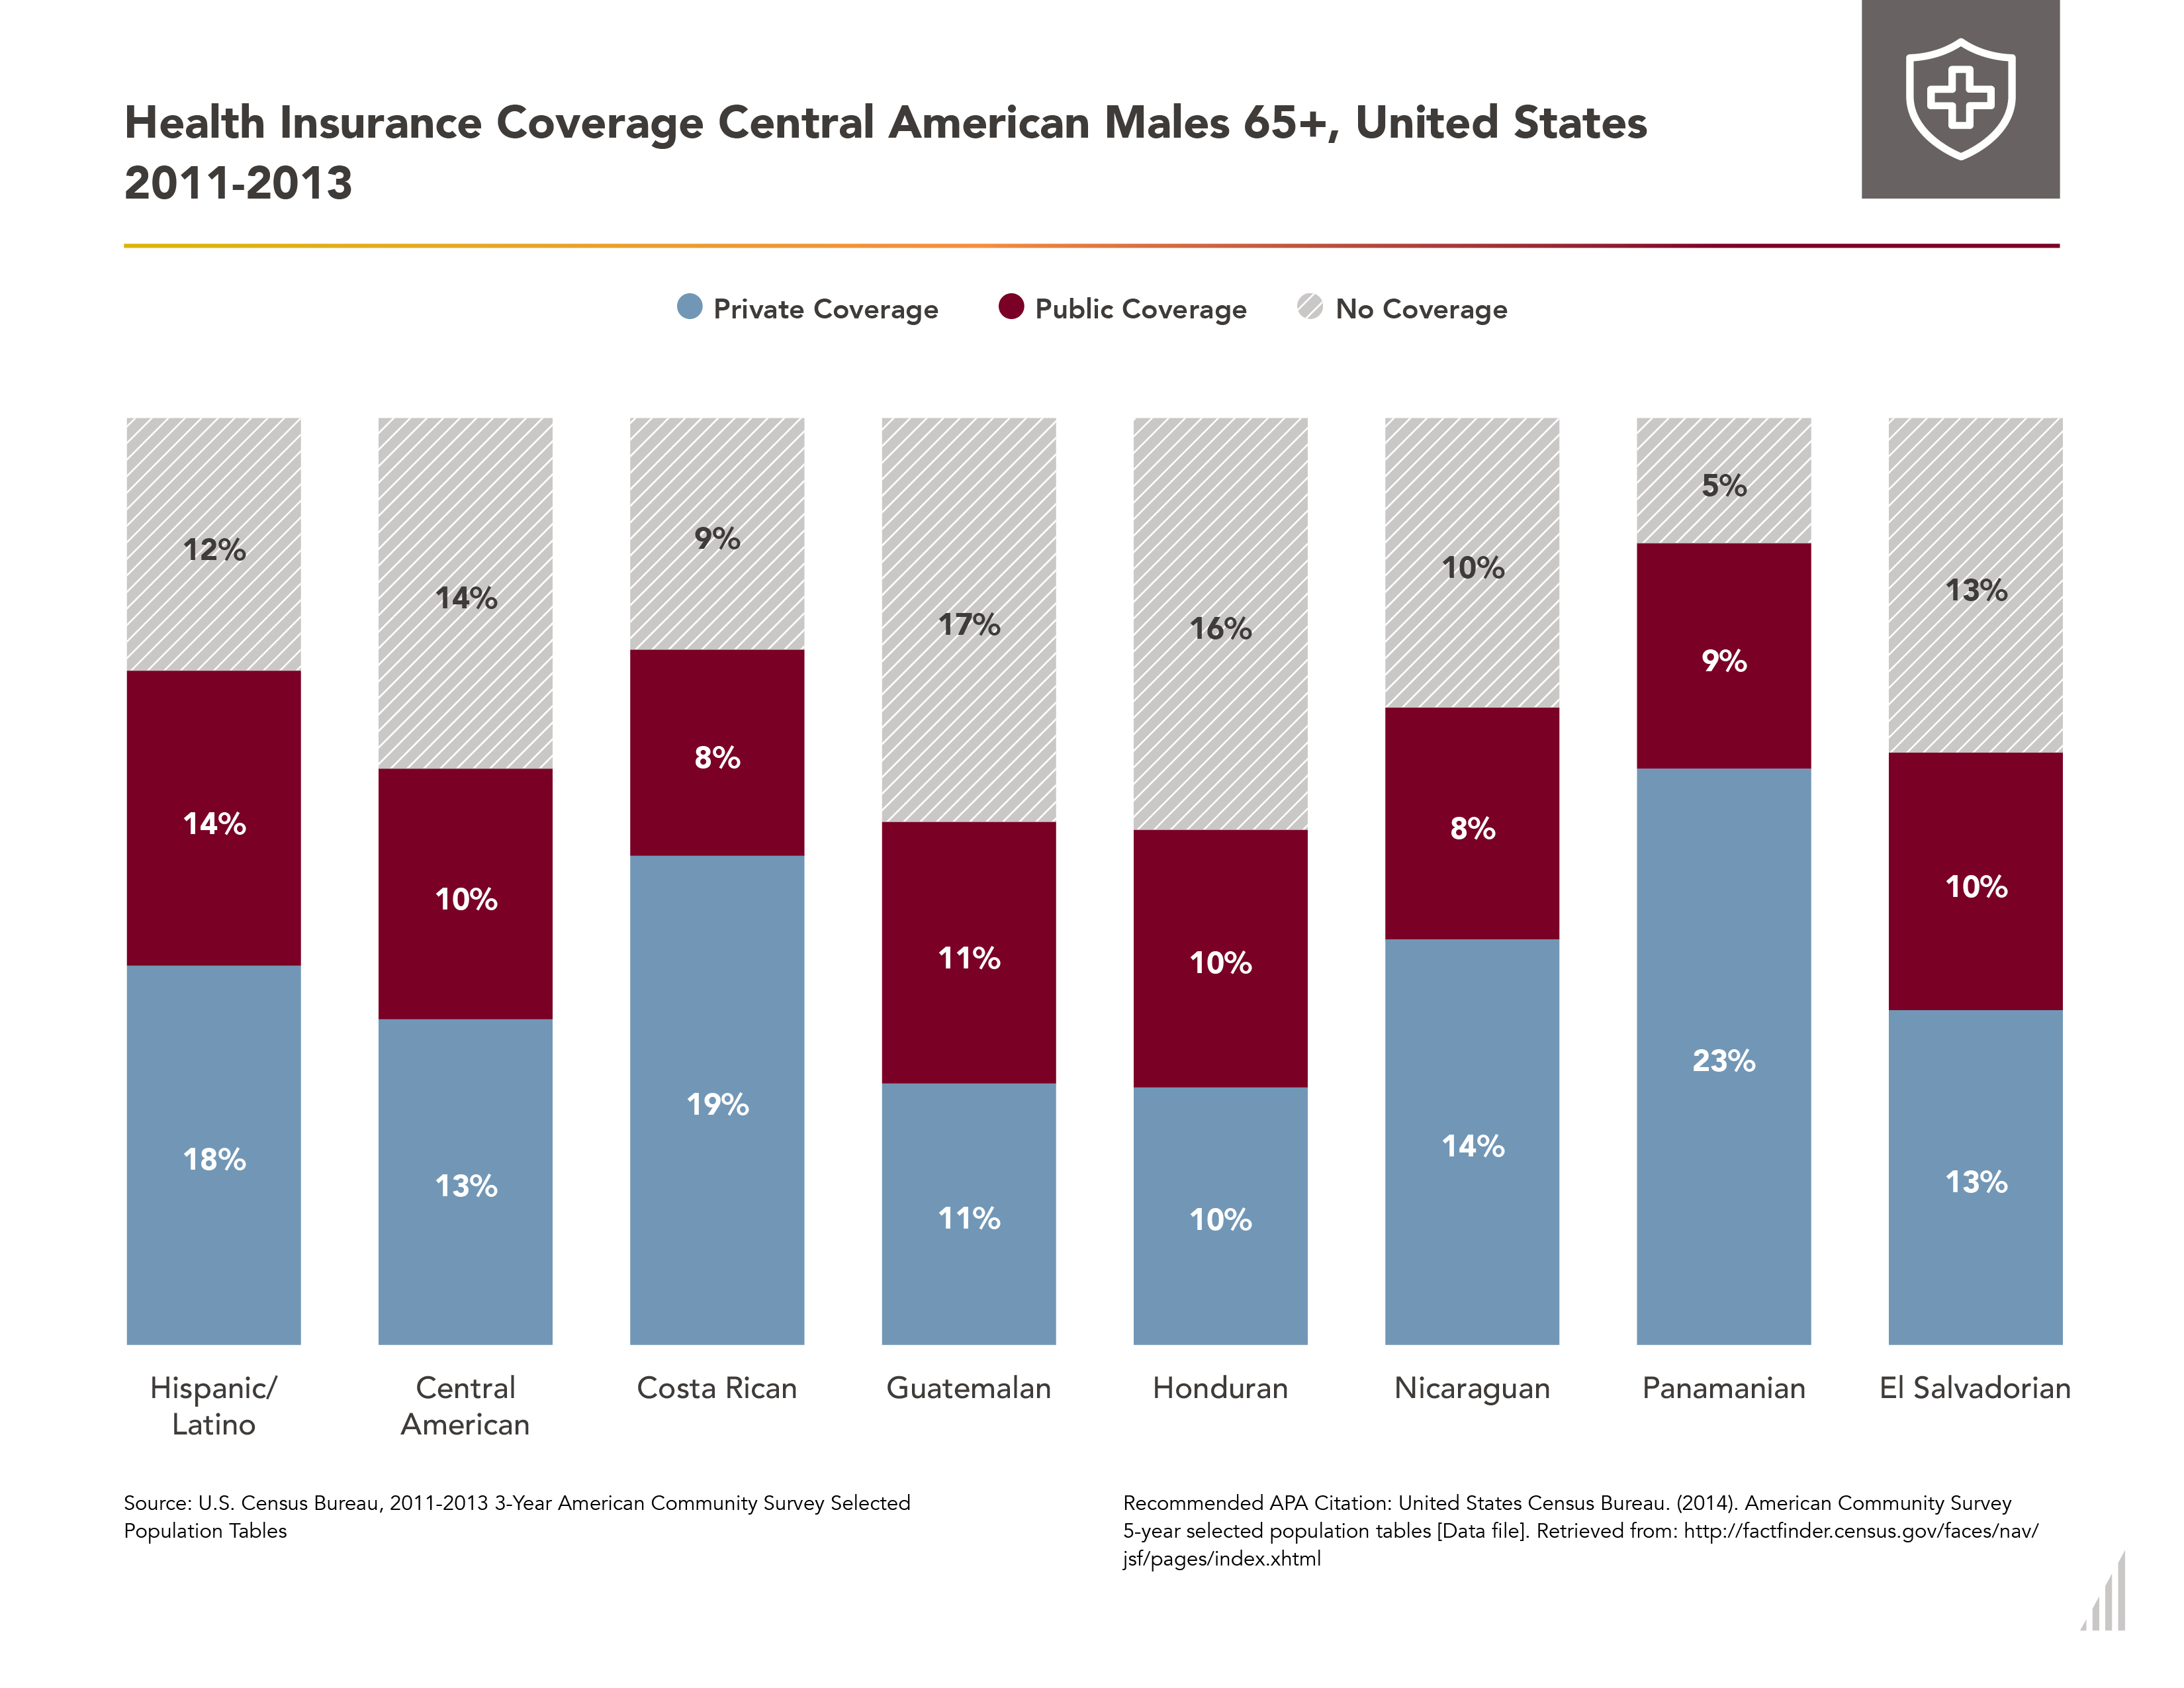 Health Insurance Coverage Central American Males 65+, United States
2011-2013
Private Coverage
Public Coverage
No Coverage
12%
14%
18%
14%
10%
13%
9%
8%
19%
17%
11%
11%
16%
10%
10%
10%
8%
14%
5%
9%
23%
13%
10%
13%
Hispanic/
Latino
Central
American
Costa Rican
Guatemalan
Honduran
Nicaraguan
Panamanian
El Salvadorian
Source: U.S. Census Bureau, 2011-2013 3-Year American Community Survey Selected
Population Tables
Recommended APA Citation: United States Census Bureau. (2014). American Community Survey
5-year selected population tables [Data file]. Retrieved from: http://factfinder.census.gov/faces/nav/
jsf/pages/index.xhtml